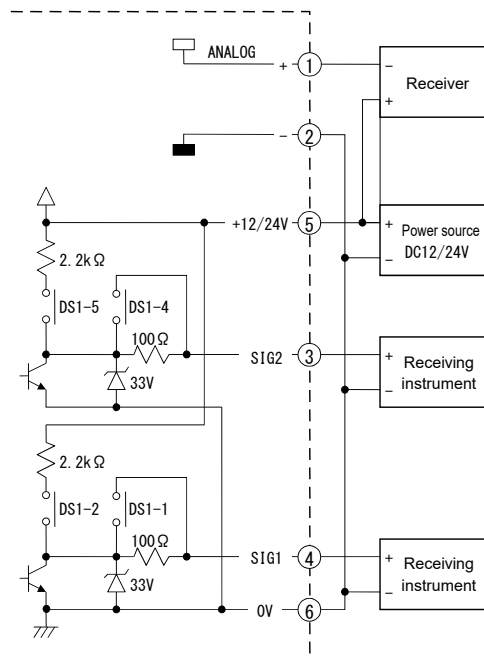 ANALOG
+ 1
- 2
- Receiver
+
+12/24V 5
+ Power source
- DC12/24V
2.2kΩ
DS1-5
DS1-4
100Ω
33V
SIG2 3
+ Receiving
- instrument
2.2kΩ
DS1-2
DS1-1
100Ω
33V
SIG1 4
+ Receiving
- instrument
0V 6